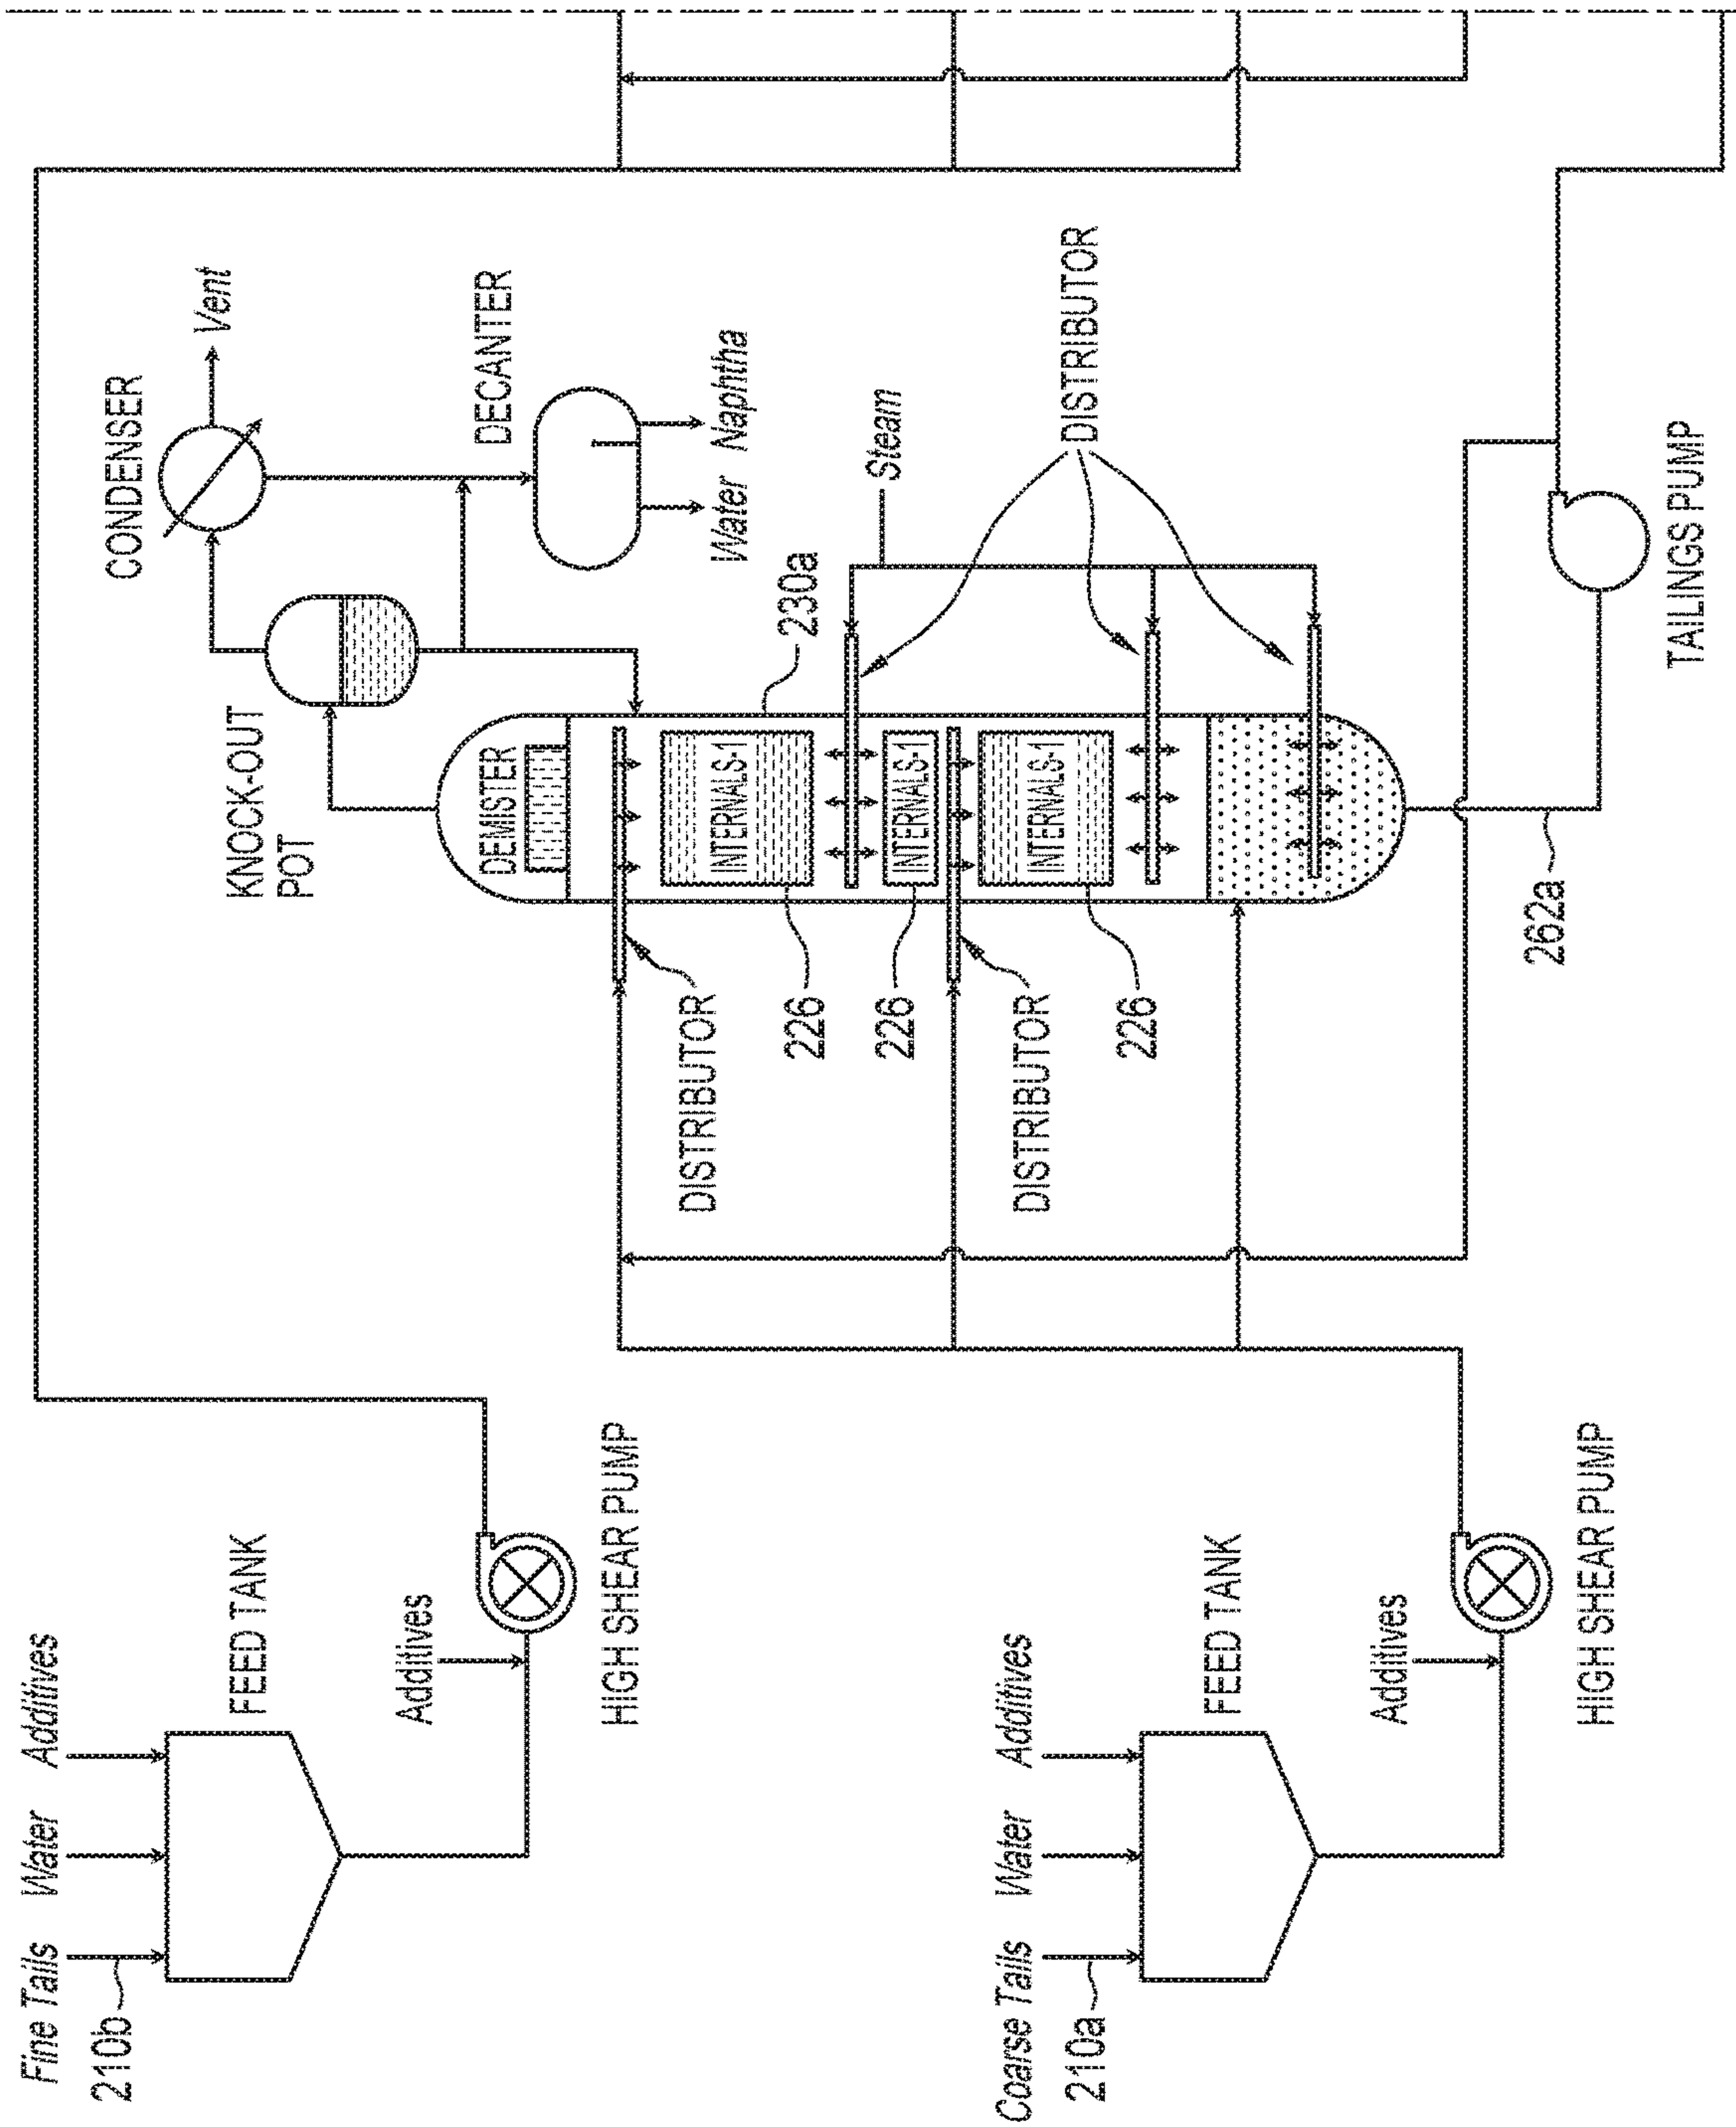 Fine Tails
Water
Additives
210b
FEED TANK
Additives
HIGH SHEAR PUMP
Coarse Tails
Water
Additives
210a
FEED TANK
Additives
HIGH SHEAR PUMP
KNOCK-OUT
POT
CONDENSER
Vent
DECANTER
Water
Naphtha
DEMISTER
230a
Steam
DISTRIBUTOR
DISTRIBUTOR
INTERNALS-1
226
INTERNALS-1
226
DISTRIBUTOR
INTERNALS-1
226
262a
TAILINGS PUMP